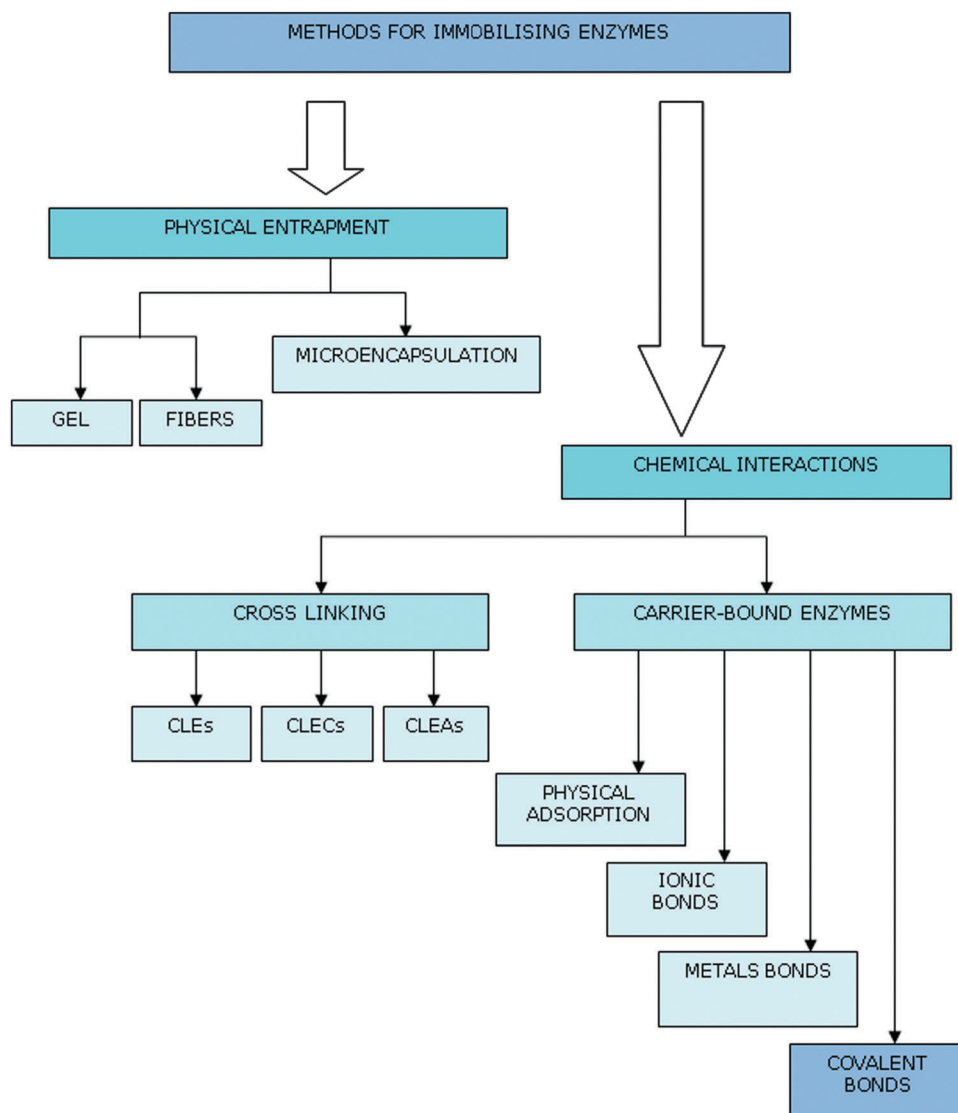 METHODS FOR IMMOBILISING ENZYMES
PHYSICAL ENTRAPMENT
MICROENCAPSULATION
GEL
FIBERS
CHEMICAL INTERACTIONS
CROSS LINKING
CARRIER-BOUND ENZYMES
CLEs
CLECs
CLEAs
PHYSICAL
ADSORPTION
IONIC
BONDS
METALS BONDS
COVALENT
BONDS